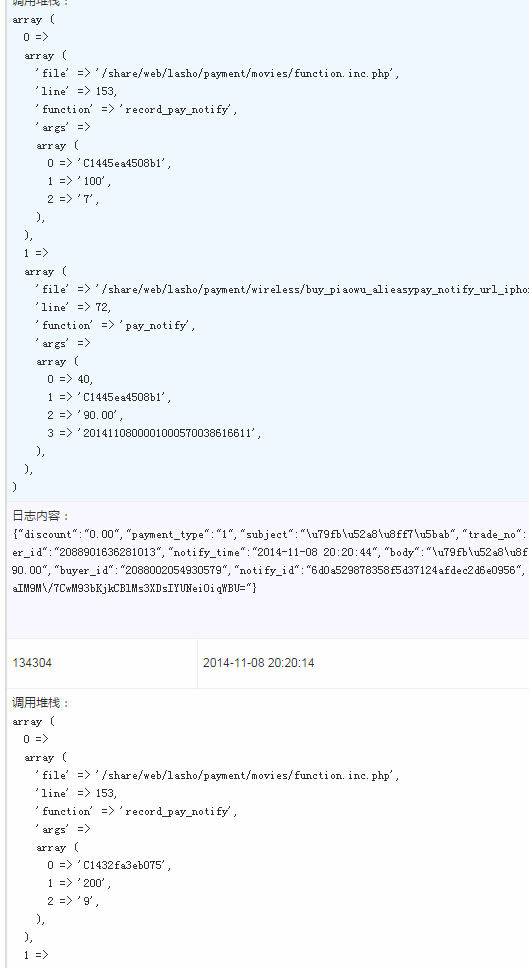 调用堆栈：
array (
0 =>
array (
'file' => '/share/web/lasho/payment/movies/function.inc.php',
'line' => 153,
'function' => 'record_pay_notify',
'args' =>
array (
0 => 'C1445ea4508b1',
1 => '100',
2 => '7',
),
),
1 =>
array (
'file' => '/share/web/lasho/payment/wireless/buy_piaowu_alieasypay_notify_url_ipho
'line' => 72,
'function' => 'pay_notify',
'args' =>
array (
0 => 40,
1 => 'C1445ea4508b1',
2 => '90.00',
3 => '2014110800001000570038616611',
),
),
)
日志内容：
{"discount":"0.00","payment_type":"1","subject":"\u79fb\u52a8\u8ff7\u5bab","trade_no":
er_id":"2088901636281013","notify_time":"2014-11-08 20:20:44","body":"\u79fb\u52a8\u8f
90.00","buyer_id":"2088002054930579","notify_id":"6d0a529878358f5d37124afdec2d6e0956",
aIM9M\/7CwM93bKjkCBlMs3XDsIYUNei0iqWBU="}
134304
2014-11-08 20:20:14
调用堆栈：
array (
0 =>
array (
'file' => '/share/web/lasho/payment/movies/function.inc.php',
'line' => 153,
'function' => 'record_pay_notify',
'args' =>
array (
0 => 'C1432fa3eb075',
1 => '200',
2 => '9',
),
),
1 =>